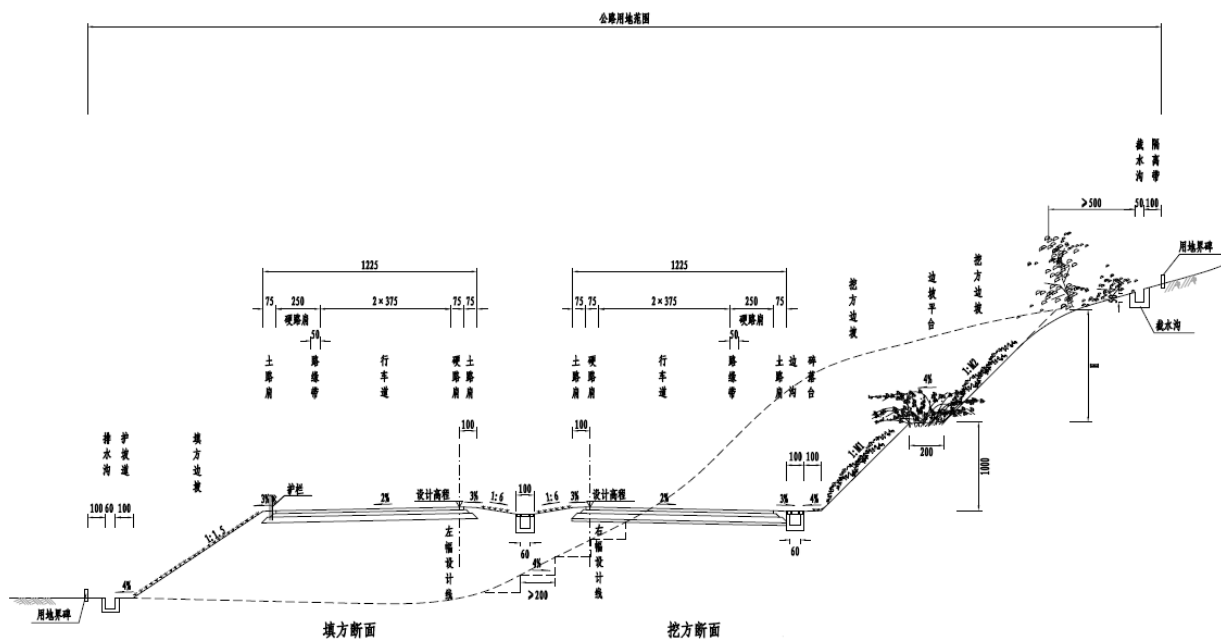 公路用地范围
截水沟
隔离带
≥500
50
100
用地界碑
1225
1225
75
250
2×375
75
75
75
75
2×375
250
75
硬路肩
硬路肩
50
50
土路肩
路缘带
行车道
硬路肩
土路肩
土路肩
硬路肩
行车道
路缘带
土路肩
边沟
碎落台
挖方边坡
边坡平台
挖方边坡
截水沟
1:M2
4%
200
1:M1
1000
100
100
100
100
排水沟
护坡道
填方边坡
100
60
100
3%
护栏
2%
设计高程
3%
1:6
100
1:6
3%
设计高程
2%
3%
4%
1:1.5
60
60
左幅设计线
右幅设计线
4%
≥200
4%
用地界碑
填方断面
挖方断面